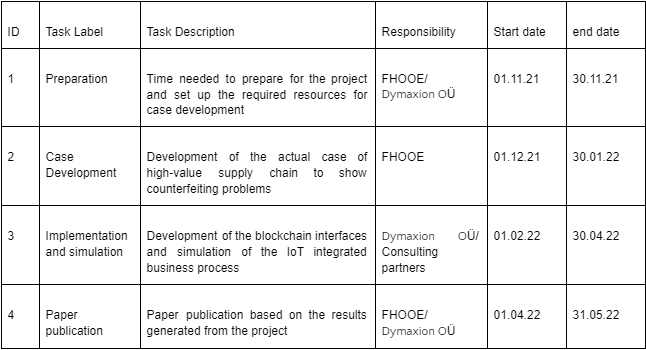 ID Task Label Task Description Responsibility Start date end date
1 Preparation Time needed to prepare for the project FHOOE/ 01.11.21 30.11.21
and set up the required resources for Dymaxion OÜ
case development
2 Case Development of the actual case of FHOOE 01.12.21 30.01.22
Development high-value supply chain to show
counterfeiting problems
3 Implementation Development of the blockchain interfaces Dymaxion OÜ/ 01.02.22 30.04.22
and simulation and simulation of the IoT integrated Consulting
business process partners
4 Paper Paper publication based on the results FHOOE/ 01.04.22 31.05.22
publication generated from the project Dymaxion OÜ